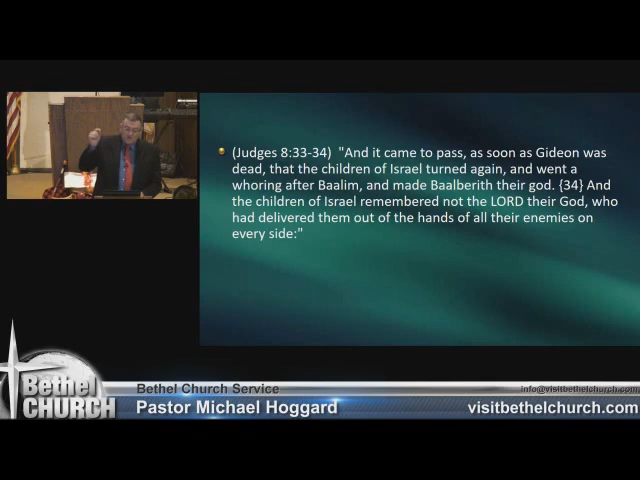 (Judges 8:33-34) "And it came to pass, as soon as Gideon was
dead, that the children of Israel turned again, and went a
whoring after Baalim, and made Baalberith their god. {34} And
the children of Israel remembered not the LORD their God, who
had delivered them out of the hands of all their enemies on
every side:"
Bethel
CHURCH
Bethel Church Service
info@visitbethelchurch.com
Pastor Michael Hoggard
visitbethelchurch.com